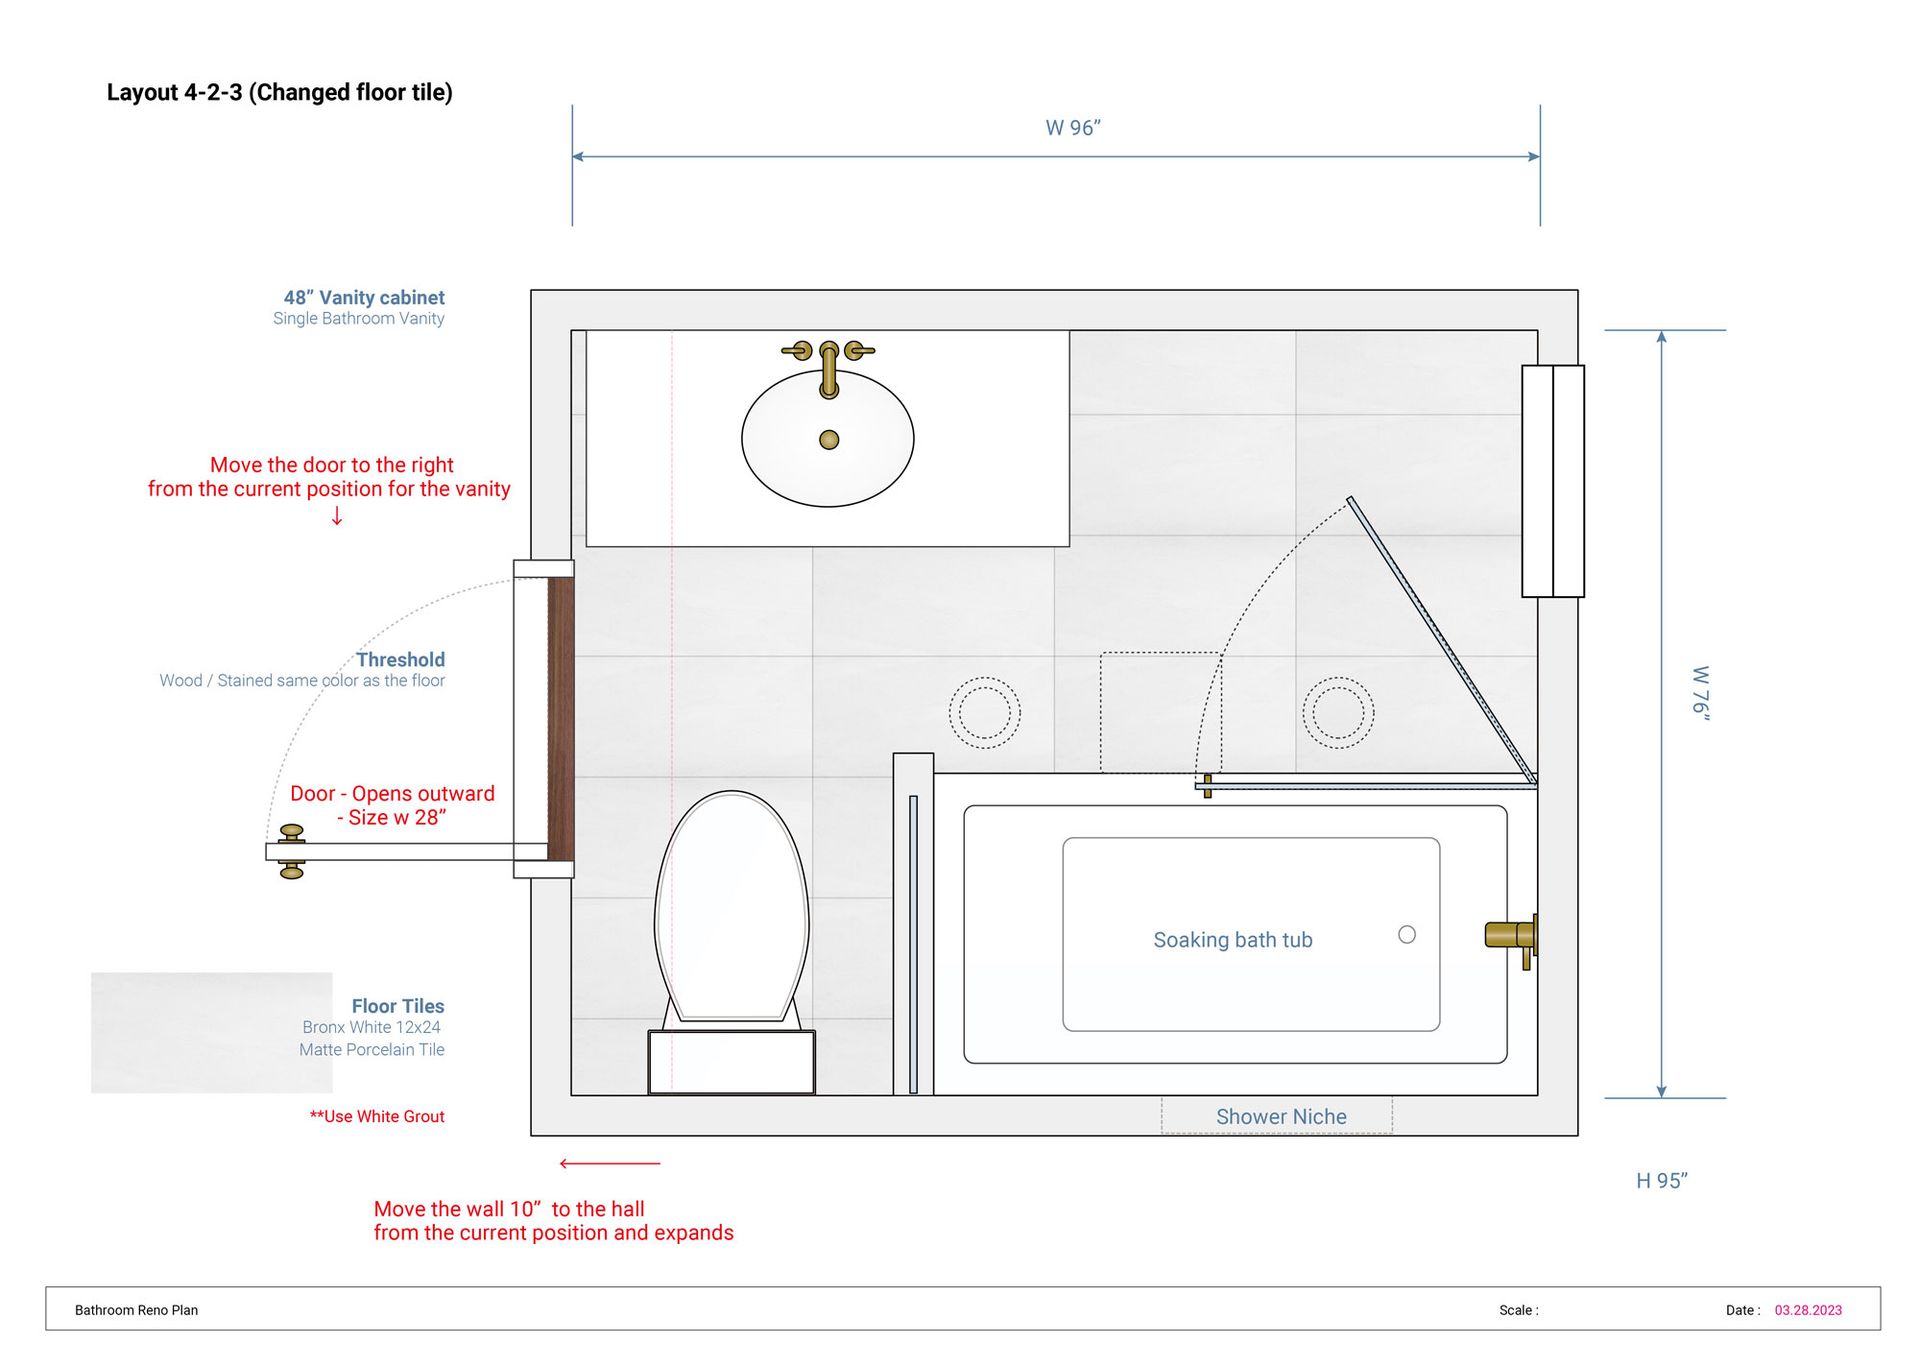 Layout 4-2-3 (Changed floor tile)
W 96”
48” Vanity cabinet
Single Bathroom Vanity
Move the door to the right
from the current position for the vanity
↓
Threshold
Wood / Stained same color as the floor
W 76”
Door - Opens outward
- Size w 28”
Soaking bath tub
Floor Tiles
Bronx White 12x24
Matte Porcelain Tile
**Use White Grout
Shower Niche
H 95”
Move the wall 10” to the hall
from the current position and expands
Bathroom Reno Plan
Scale :
Date : 03.28.2023